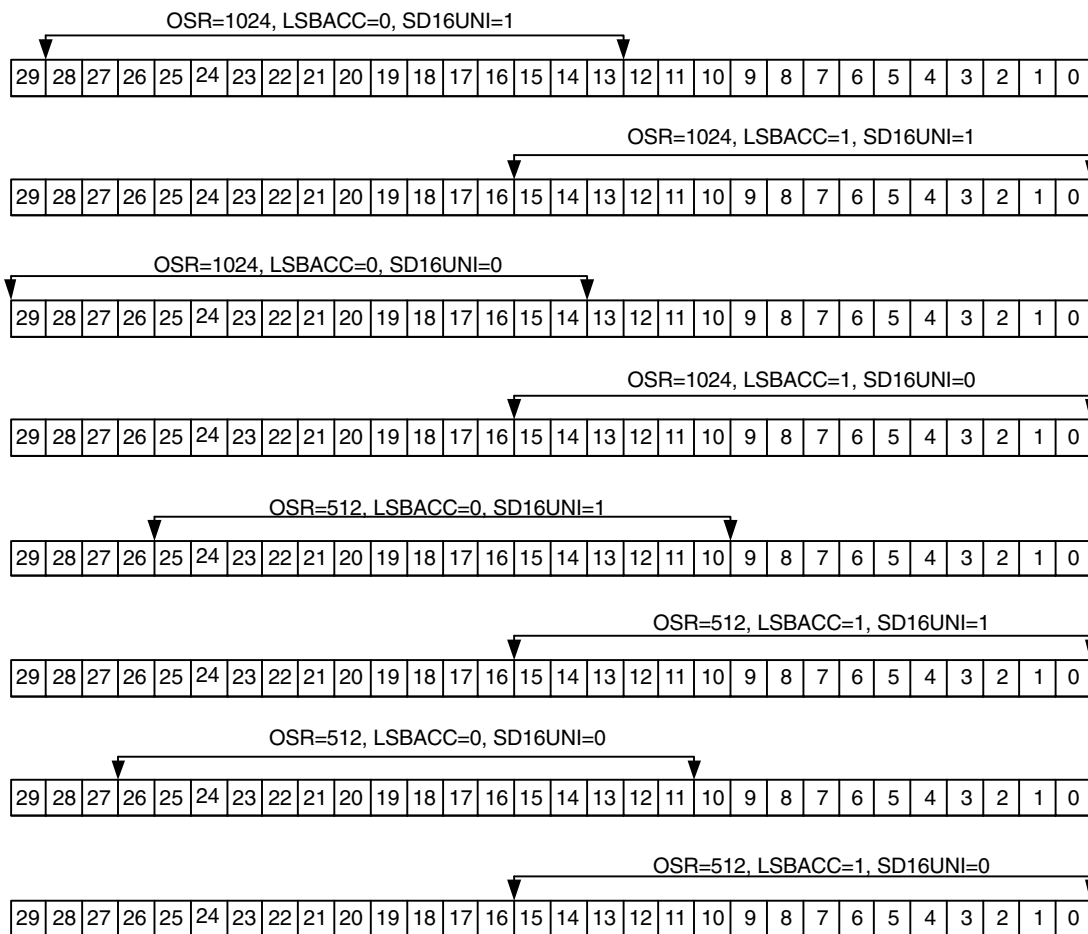 OSR=1024, LSBACC=0, SD16UNI=1
29 28 27 26 25 24 23 22 21 20 19 18 17 16 15 14 13 12 11 10 9 8 7 6 5 4 3 2 1 0
OSR=1024, LSBACC=1, SD16UNI=1
29 28 27 26 25 24 23 22 21 20 19 18 17 16 15 14 13 12 11 10 9 8 7 6 5 4 3 2 1 0
OSR=1024, LSBACC=0, SD16UNI=0
29 28 27 26 25 24 23 22 21 20 19 18 17 16 15 14 13 12 11 10 9 8 7 6 5 4 3 2 1 0
OSR=1024, LSBACC=1, SD16UNI=0
29 28 27 26 25 24 23 22 21 20 19 18 17 16 15 14 13 12 11 10 9 8 7 6 5 4 3 2 1 0
OSR=512, LSBACC=0, SD16UNI=1
29 28 27 26 25 24 23 22 21 20 19 18 17 16 15 14 13 12 11 10 9 8 7 6 5 4 3 2 1 0
OSR=512, LSBACC=1, SD16UNI=1
29 28 27 26 25 24 23 22 21 20 19 18 17 16 15 14 13 12 11 10 9 8 7 6 5 4 3 2 1 0
OSR=512, LSBACC=0, SD16UNI=0
29 28 27 26 25 24 23 22 21 20 19 18 17 16 15 14 13 12 11 10 9 8 7 6 5 4 3 2 1 0
OSR=512, LSBACC=1, SD16UNI=0
29 28 27 26 25 24 23 22 21 20 19 18 17 16 15 14 13 12 11 10 9 8 7 6 5 4 3 2 1 0